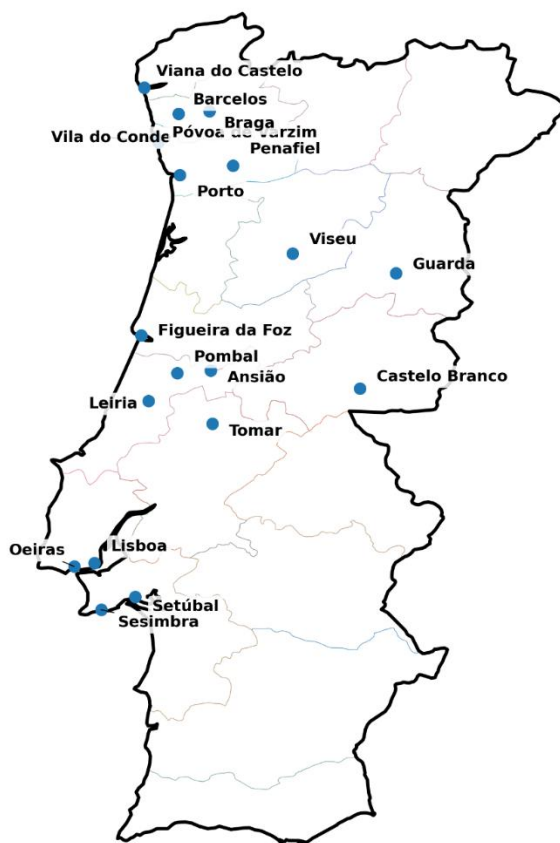 Viana do Castelo
Barcelos
Braga
Vila do Conde
Póvoa de Varzim
Penafiel
Porto
Viseu
Guarda
Figueira da Foz
Pombal
Ansião
Castelo Branco
Leiria
Tomar
Lisboa
Oeiras
Setúbal
Sesimbra